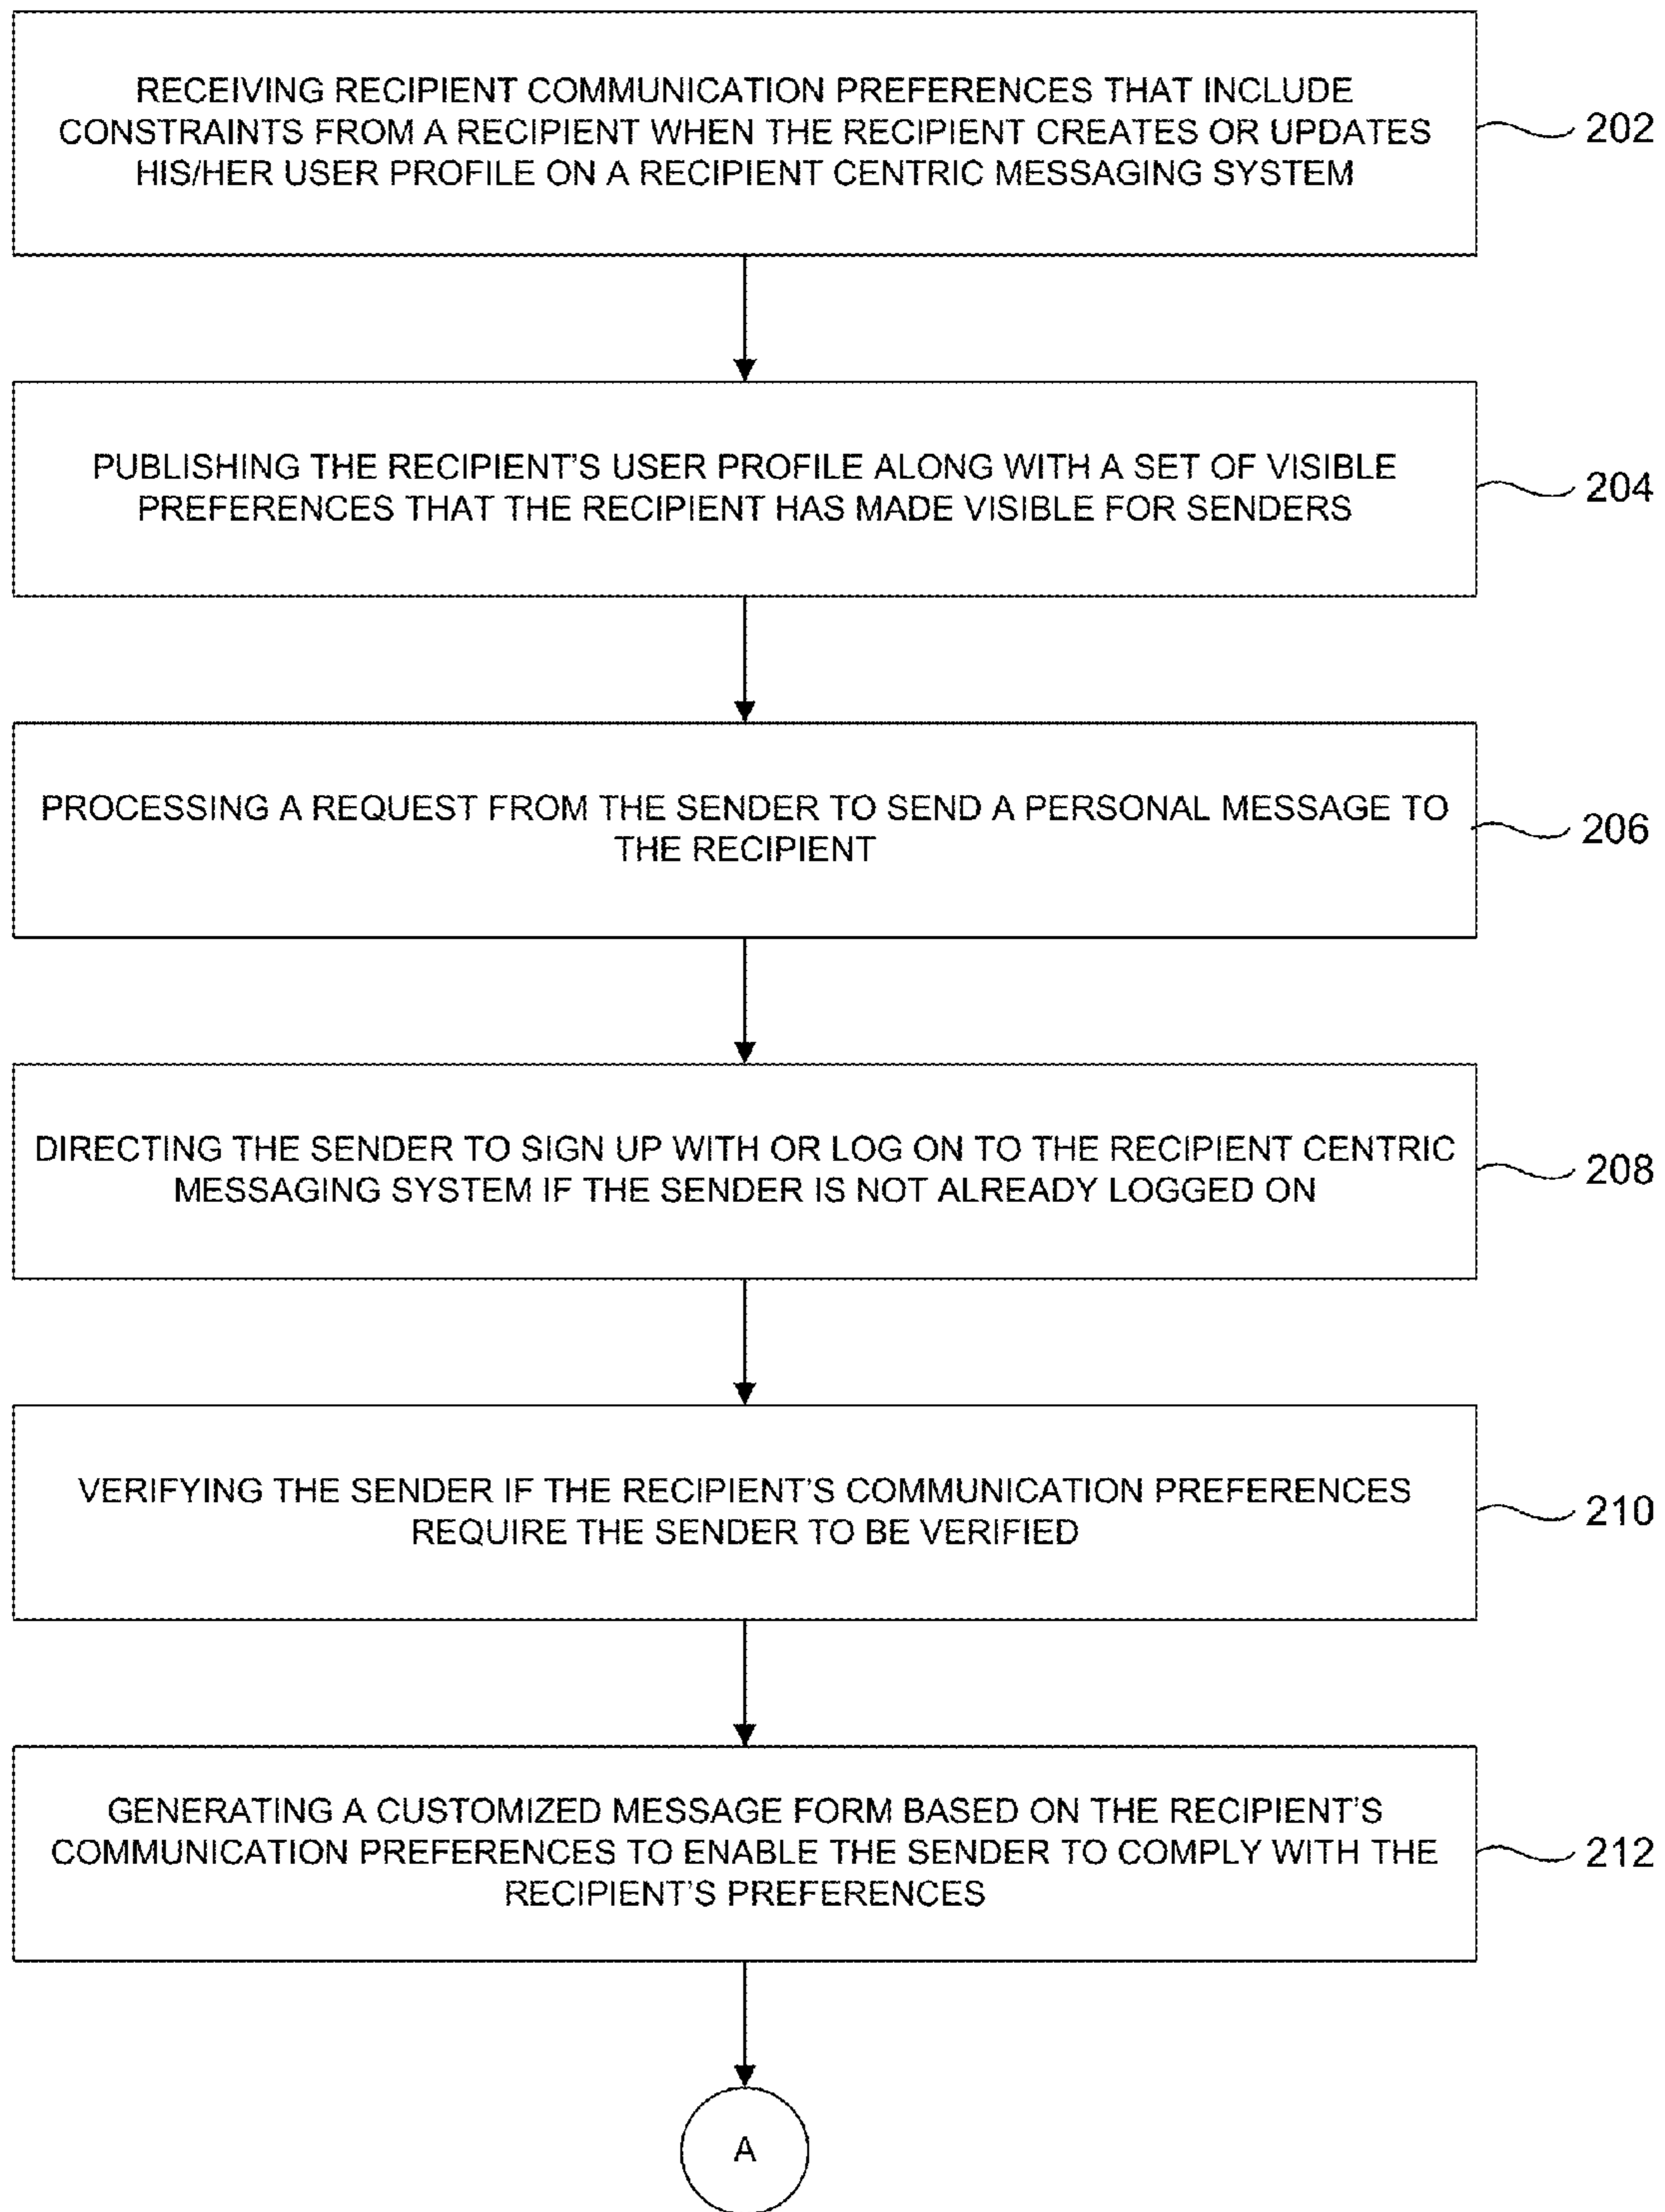 RECEIVING RECIPIENT COMMUNICATION PREFERENCES THAT INCLUDE
CONSTRAINTS FROM A RECIPIENT WHEN THE RECIPIENT CREATES OR UPDATES
HIS/HER USER PROFILE ON A RECIPIENT CENTRIC MESSAGING SYSTEM
202
PUBLISHING THE RECIPIENT'S USER PROFILE ALONG WITH A SET OF VISIBLE
PREFERENCES THAT THE RECIPIENT HAS MADE VISIBLE FOR SENDERS
204
PROCESSING A REQUEST FROM THE SENDER TO SEND A PERSONAL MESSAGE TO
THE RECIPIENT
206
DIRECTING THE SENDER TO SIGN UP WITH OR LOG ON TO THE RECIPIENT CENTRIC
MESSAGING SYSTEM IF THE SENDER IS NOT ALREADY LOGGED ON
208
VERIFYING THE SENDER IF THE RECIPIENT'S COMMUNICATION PREFERENCES
REQUIRE THE SENDER TO BE VERIFIED
210
GENERATING A CUSTOMIZED MESSAGE FORM BASED ON THE RECIPIENT'S
COMMUNICATION PREFERENCES TO ENABLE THE SENDER TO COMPLY WITH THE
RECIPIENT'S PREFERENCES
212
A